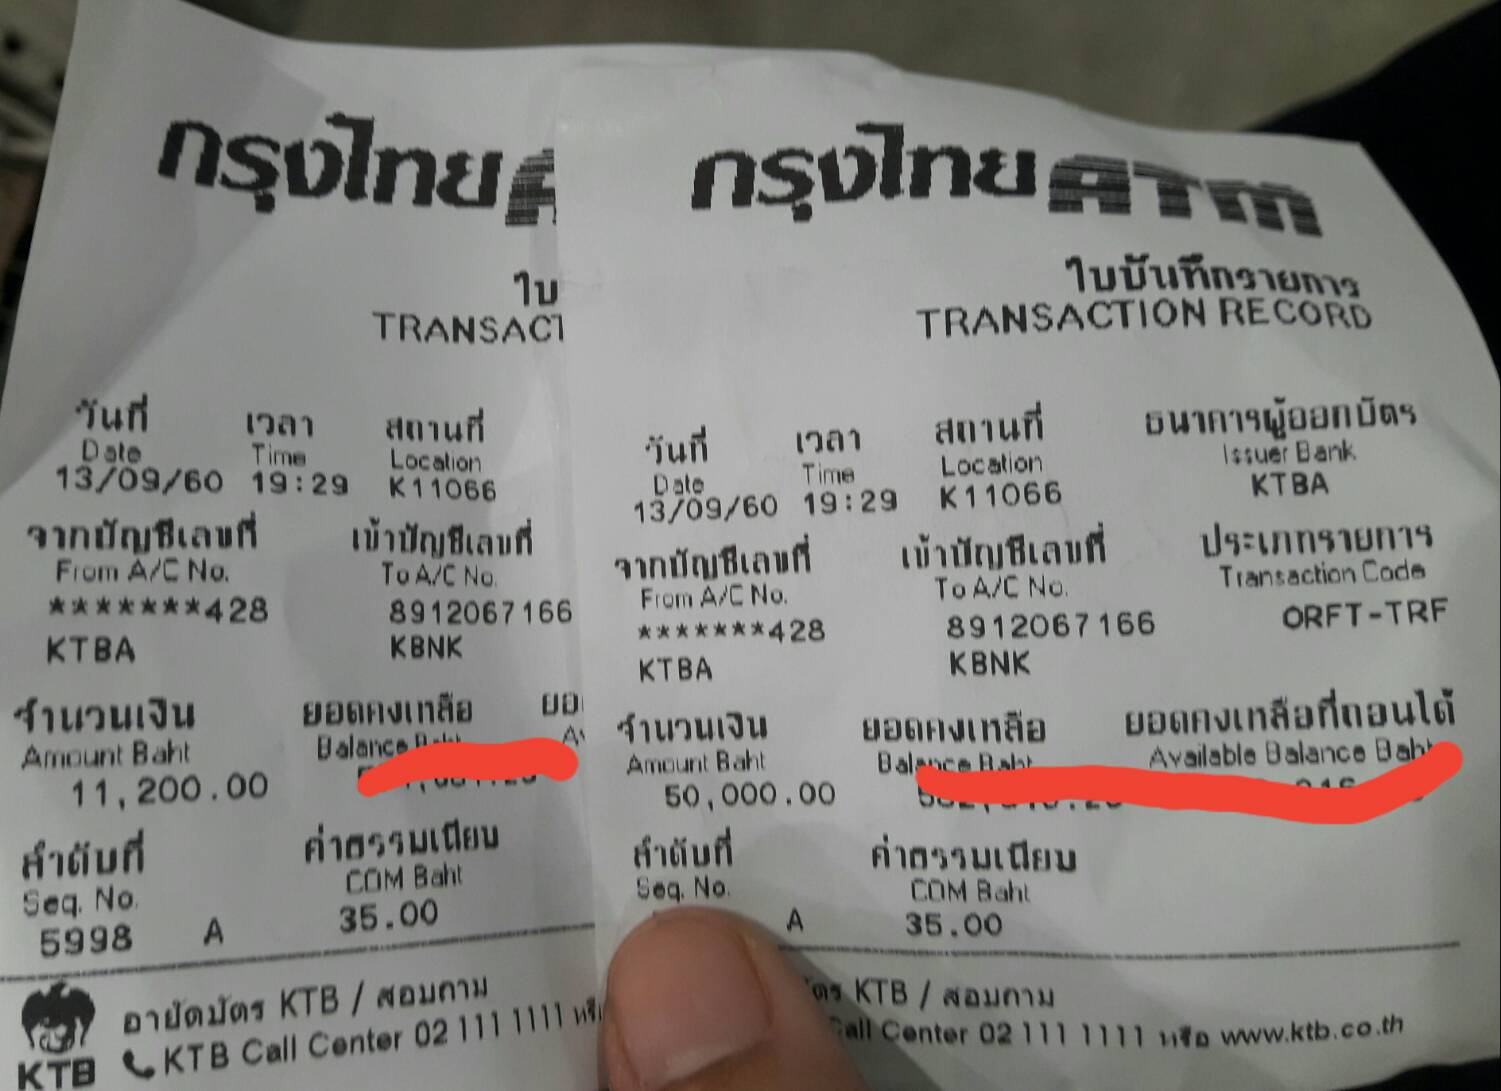 กรุงไทย
ใบ
TRANSACT
วันที่ เวลา สถานที่
Date Time Location
13/09/60 19:29 K11066
จากบัญชีเลขที่ เข้าบัญชีเลขที่
From A/C No. To A/C No.
*******428 8912067166
KTBA KBNK
จำนวนเงิน ยอดคงเหลือ ยอ
Amount Baht Balance
11,200.00
ลำดับที่ ค่าธรรมเนียม
Seq. No. COM Baht
5998 A 35.00
อายัดบัตร KTB / สอบถาม
KTB Call Center 02 111 1111
KTB
กรุงไทย ATM
ใบบันทึกรายการ
TRANSACTION RECORD
วันที่ เวลา สถานที่ ธนาคารผู้ออกบัตร
Date Time Location Issuer Bank
13/09/60 19:29 K11066 KTBA
จากบัญชีเลขที่ เข้าบัญชีเลขที่ ประเภทรายการ
From A/C No. To A/C No. Transaction Code
*******428 8912067166 ORFT-TRF
KTBA KBNK
จำนวนเงิน ยอดคงเหลือ ยอดคงเหลือที่ถอนได้
Amount Baht Balance Baht Available Balance Baht
50,000.00
ลำดับที่ ค่าธรรมเนียม
Seq. No. COM Baht
A 35.00
KTB / สอบถาม
Center 02 111 1111 หรือ www.ktb.co.th